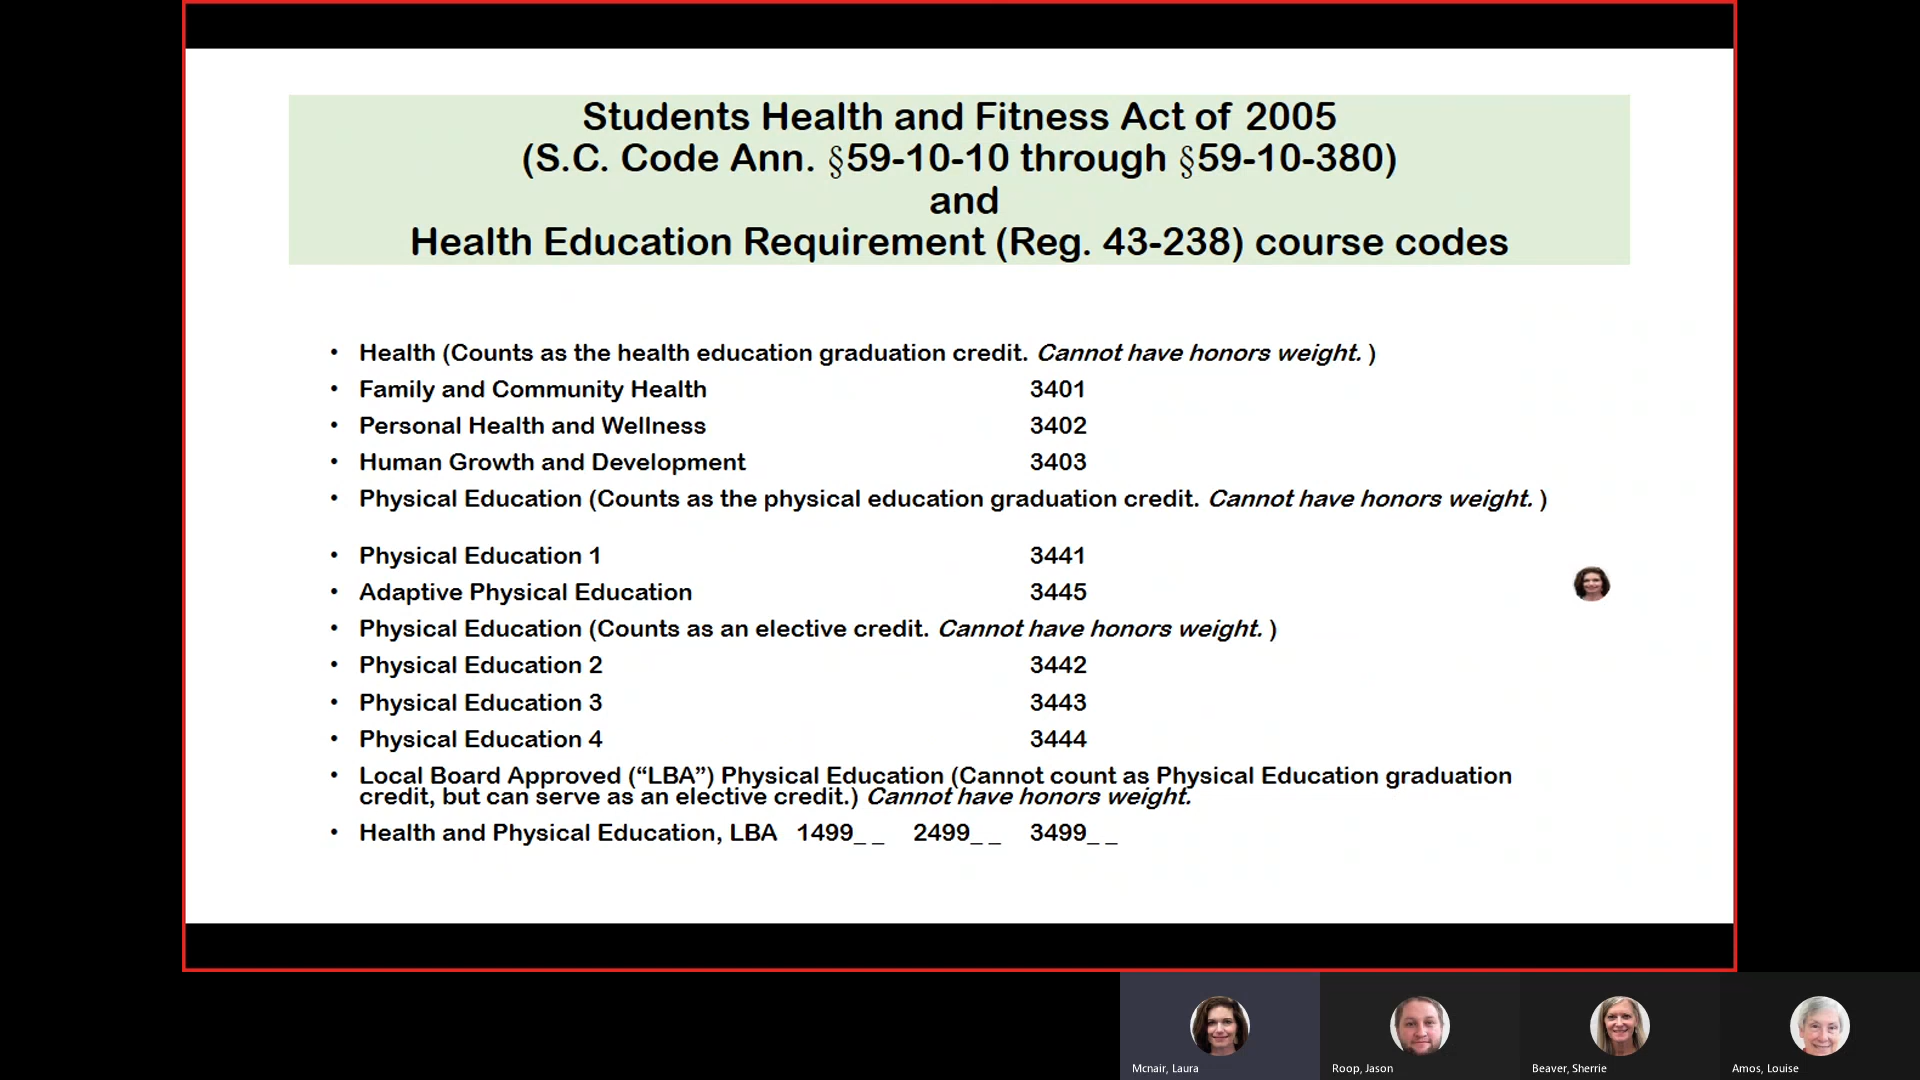 Students Health and Fitness Act of 2005
(S.C. Code Ann. §59-10-10 through §59-10-380)
and
Health Education Requirement (Reg. 43-238) course codes
• Health (Counts as the health education graduation credit. Cannot have honors weight. )
• Family and Community Health 3401
• Personal Health and Wellness 3402
• Human Growth and Development 3403
• Physical Education (Counts as the physical education graduation credit. Cannot have honors weight. )
• Physical Education 1 3441
• Adaptive Physical Education 3445
• Physical Education (Counts as an elective credit. Cannot have honors weight. )
• Physical Education 2 3442
• Physical Education 3 3443
• Physical Education 4 3444
• Local Board Approved (“LBA”) Physical Education (Cannot count as Physical Education graduation
credit, but can serve as an elective credit.) Cannot have honors weight.
• Health and Physical Education, LBA 1499_ _ 2499_ _ 3499_ _
Mcnair, Laura
Roop, Jason
Beaver, Sherrie
Amos, Louise